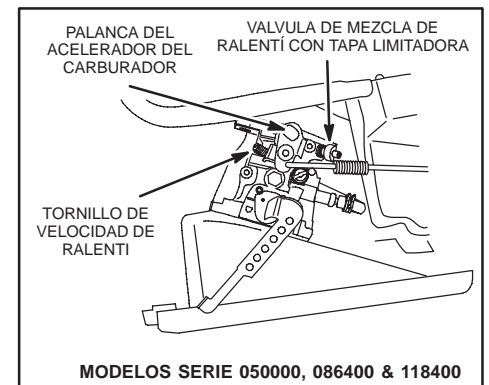 PALANCA DEL
ACELERADOR DEL
CARBURADOR
VALVULA DE MEZCLA DE
RALENTÍ CON TAPA LIMITADORA
TORNILLO DE
VELOCIDAD DE
RALENTI
MODELOS SERIE 050000, 086400 & 118400